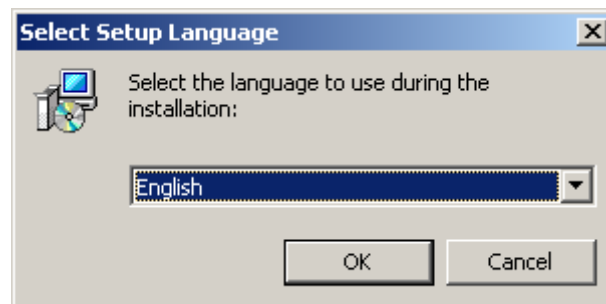 Select Setup Language
Select the language to use during the
installation:
English
OK
Cancel